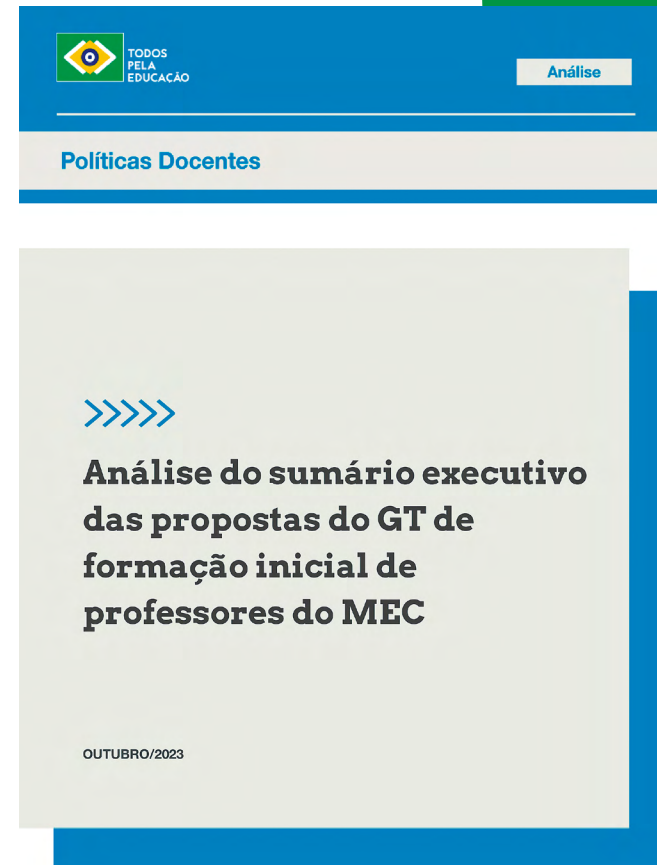 TODOS
PELA
EDUCAÇÃO
Análise
Políticas Docentes
Análise do sumário executivo
das propostas do GT de
formação inicial de
professores do MEC
OUTUBRO/2023